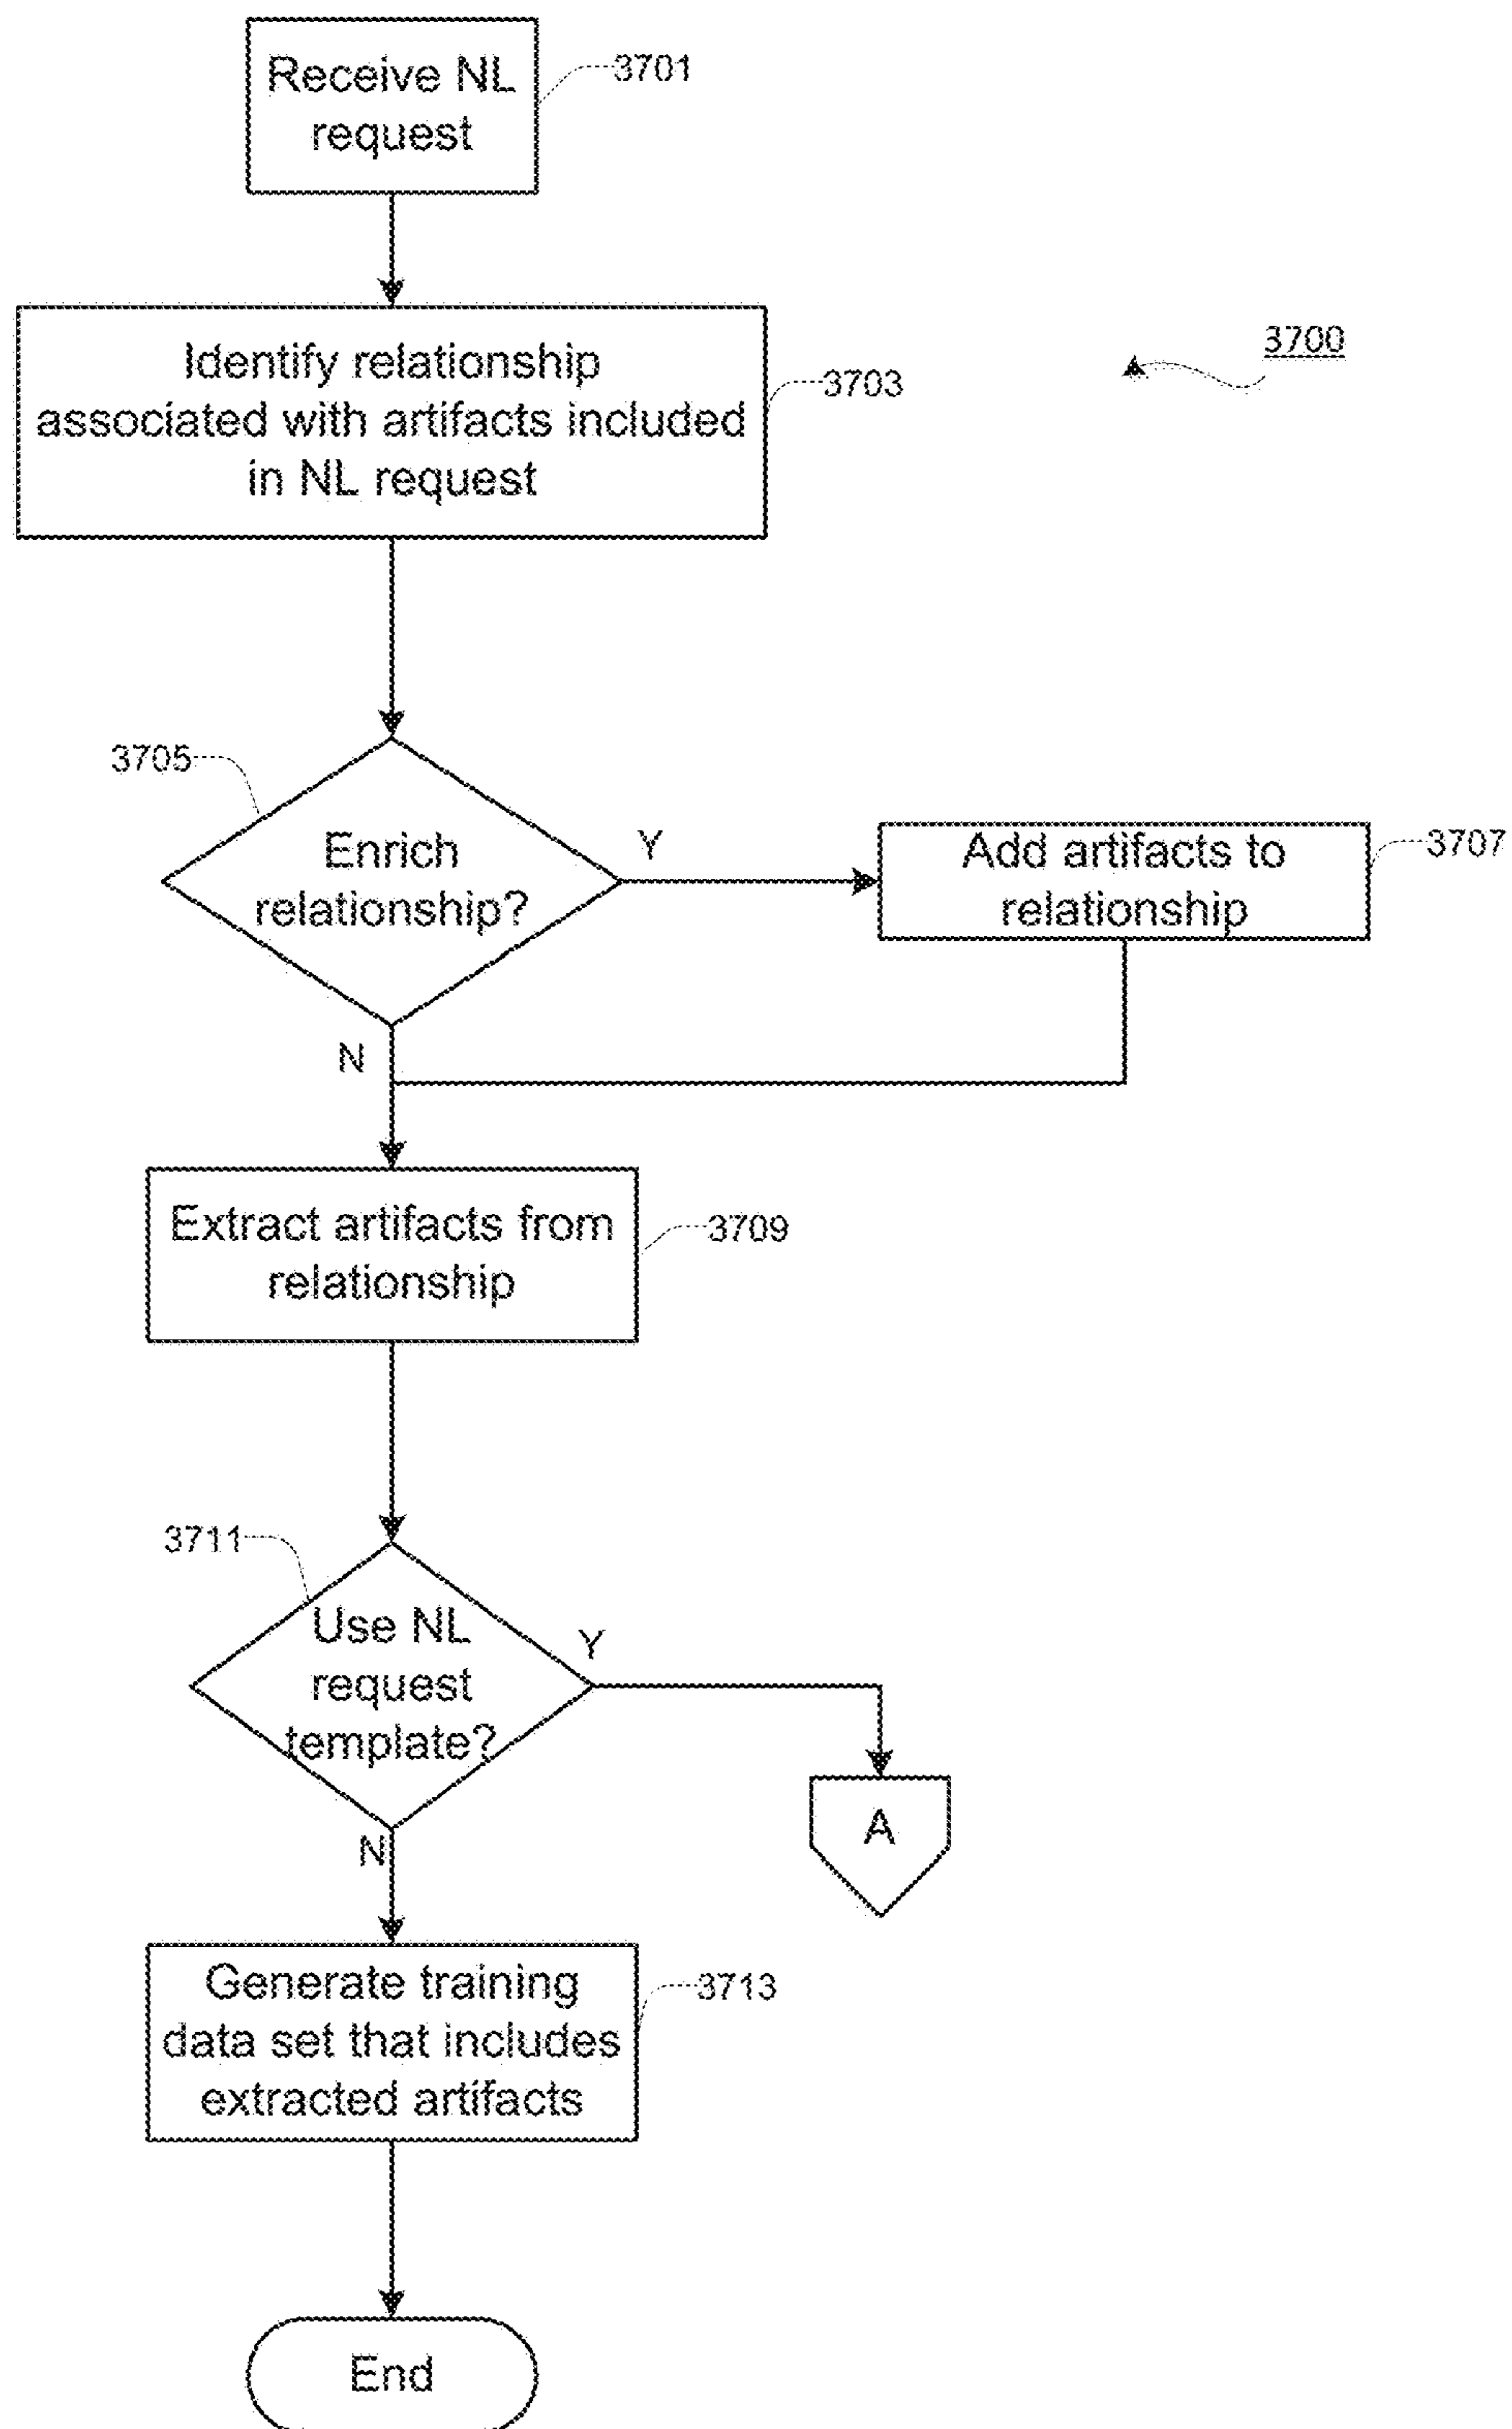 Receive NL
request
3701
Identify relationship
associated with artifacts included
in NL request
3703
3700
3705
Enrich
relationship?
Y
Add artifacts to
relationship
3707
N
Extract artifacts from
relationship
3709
3711
Use NL
request
template?
Y
A
N
Generate training
data set that includes
extracted artifacts
3713
End